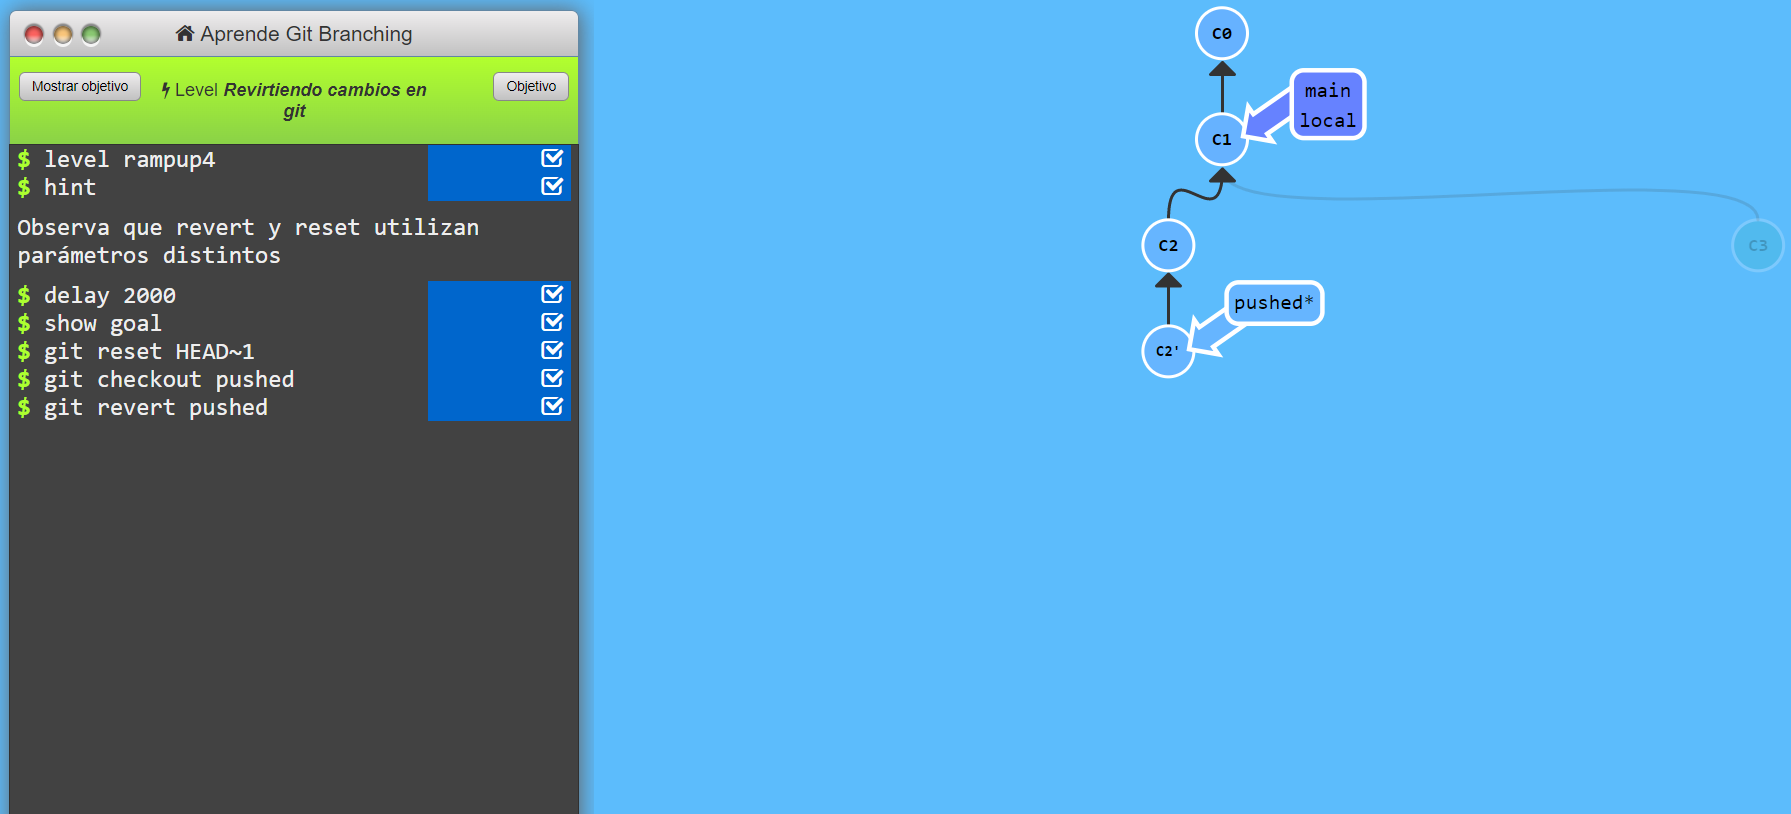 Aprende Git Branching
Mostrar objetivo
Level Revirtiendo cambios en
git
Objetivo
$ level rampup4
$ hint
Observa que revert y reset utilizan
parámetros distintos
$ delay 2000
$ show goal
$ git reset HEAD~1
$ git checkout pushed
$ git revert pushed
C0
main
local
C1
C2
C3
pushed*
C2'